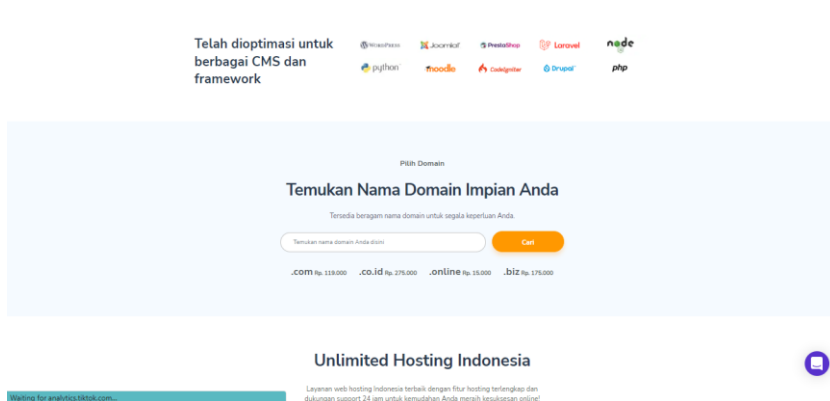 Telah dioptimasi untuk
berbagai CMS dan
framework
WordPress Joomla! PrestaShop Laravel node
python moodle CodeIgniter Drupal php
Pilih Domain
Temukan Nama Domain Impian Anda
Tersedia beragam nama domain untuk segala keperluan Anda.
Temukan nama domain Anda disini
Cari
.com Rp. 119.000 .co.id Rp. 275.000 .online Rp. 15.000 .biz Rp. 175.000
Unlimited Hosting Indonesia
Layanan web hosting Indonesia terbaik dengan fitur hosting terlengkap dan
dukungan support 24 jam untuk kemudahan Anda meraih kesuksesan online!
Waiting for analytics.tiktok.com...